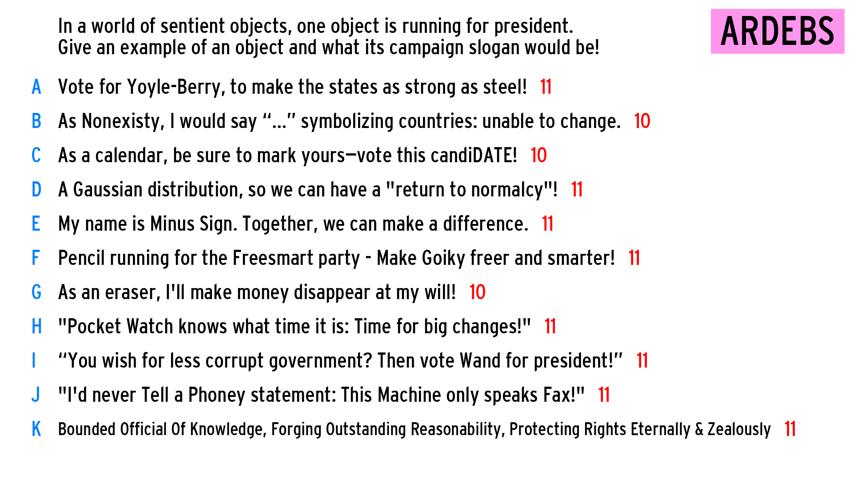 In a world of sentient objects, one object is running for president.
Give an example of an object and what its campaign slogan would be!
ARDEBS
A Vote for Yoyle-Berry, to make the states as strong as steel! 11
B As Nonexisty, I would say “...” symbolizing countries: unable to change. 10
C As a calendar, be sure to mark yours—vote this candiDATE! 10
D A Gaussian distribution, so we can have a "return to normalcy"! 11
E My name is Minus Sign. Together, we can make a difference. 11
F Pencil running for the Freesmart party - Make Goiky freer and smarter! 11
G As an eraser, I'll make money disappear at my will! 10
H "Pocket Watch knows what time it is: Time for big changes!" 11
I “You wish for less corrupt government? Then vote Wand for president!” 11
J "I'd never Tell a Phoney statement: This Machine only speaks Fax!" 11
K Bounded Official Of Knowledge, Forging Outstanding Reasonability, Protecting Rights Eternally & Zealously 11